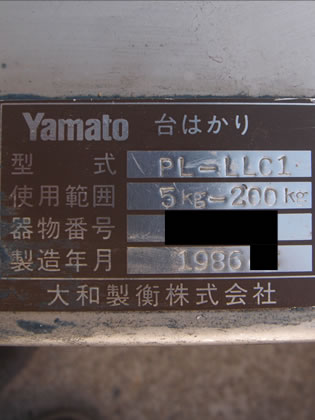 Yamato 台はかり
型式 PL-LLC1
使用範囲 5kg-200kg
器物番号
製造年月 1986
大和製衡株式会社